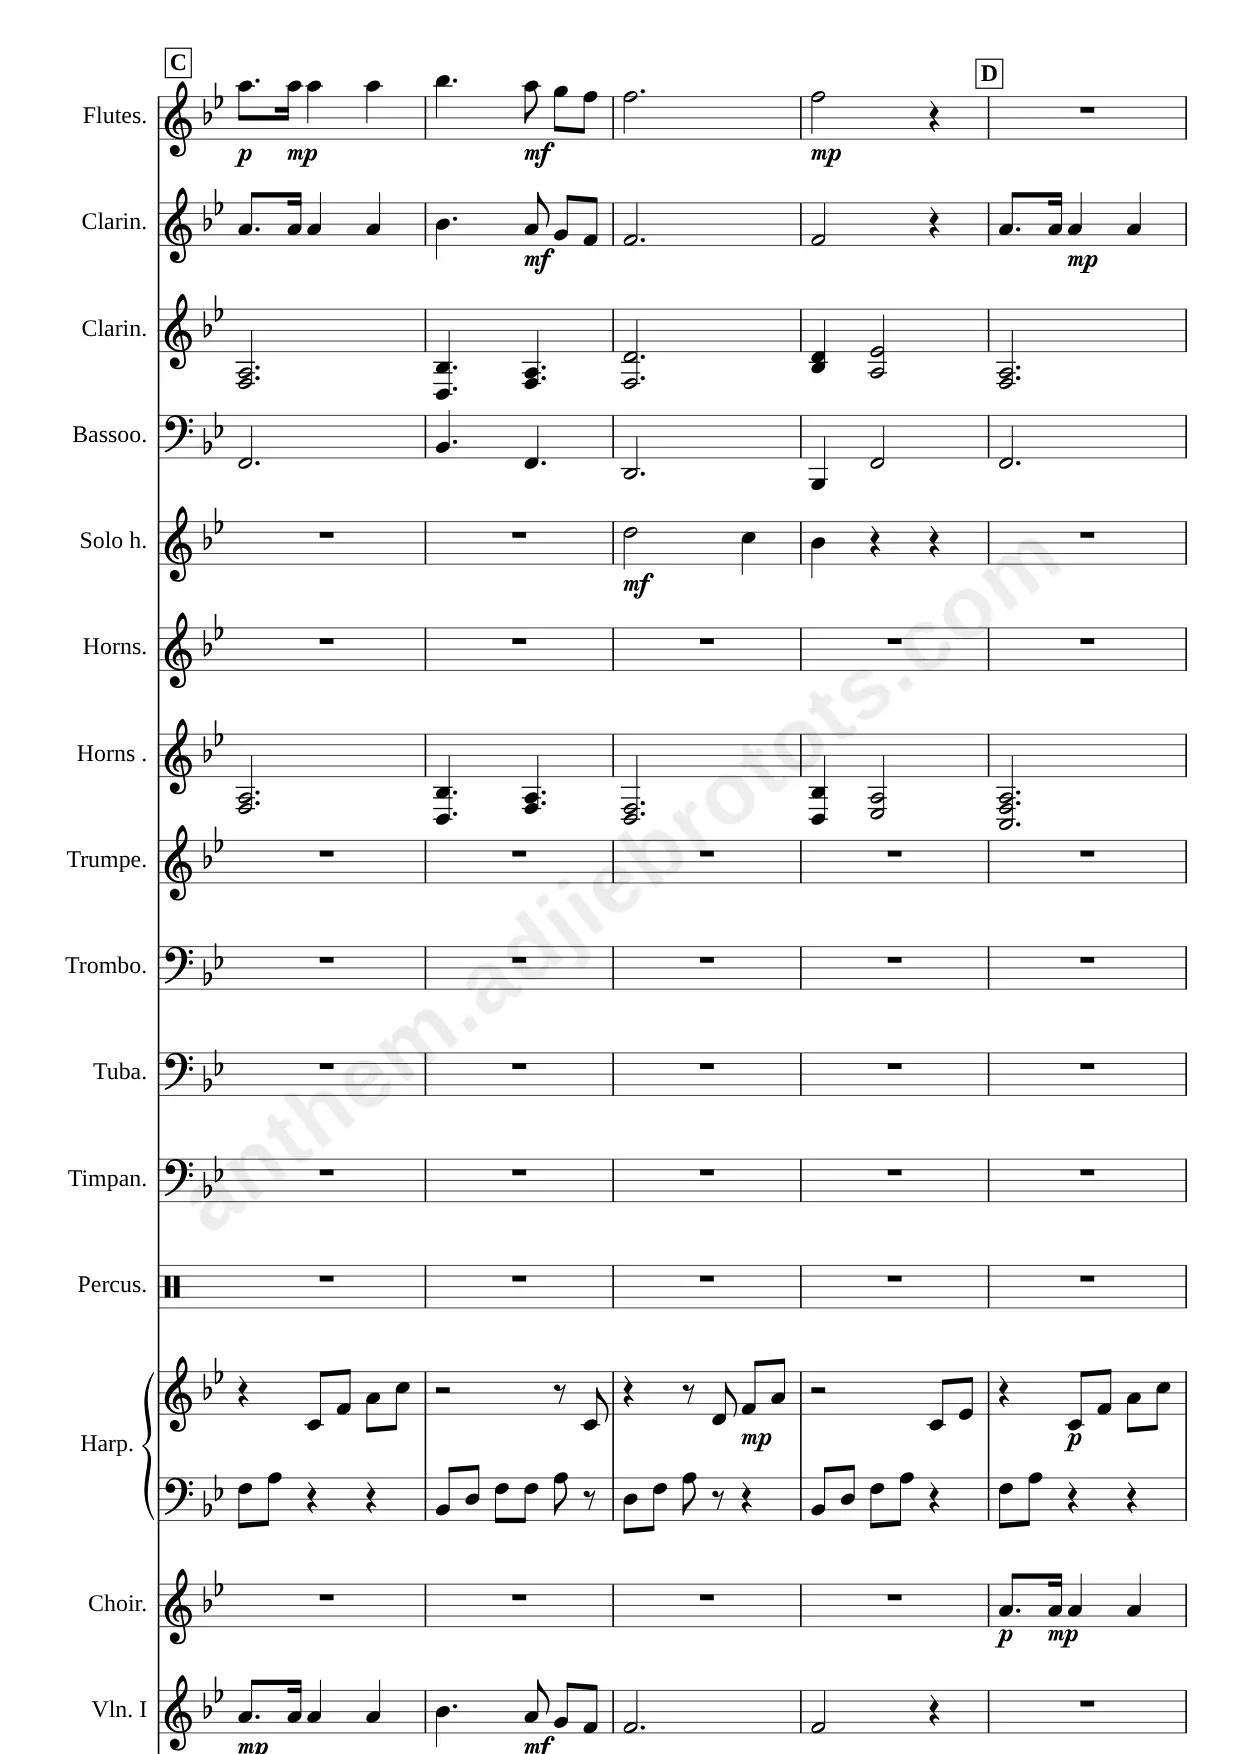 C
D
Flutes.
p mp mf mp
Clarin.
mf mp
Clarin.
Bassoo.
Solo h.
mf
Horns.
Horns .
Trumpe.
Trombo.
Tuba.
Timpan.
Percus.
Harp.
mp p
Choir.
p mp
Vln. I
mp mf
anthem.adjiebrotots.com